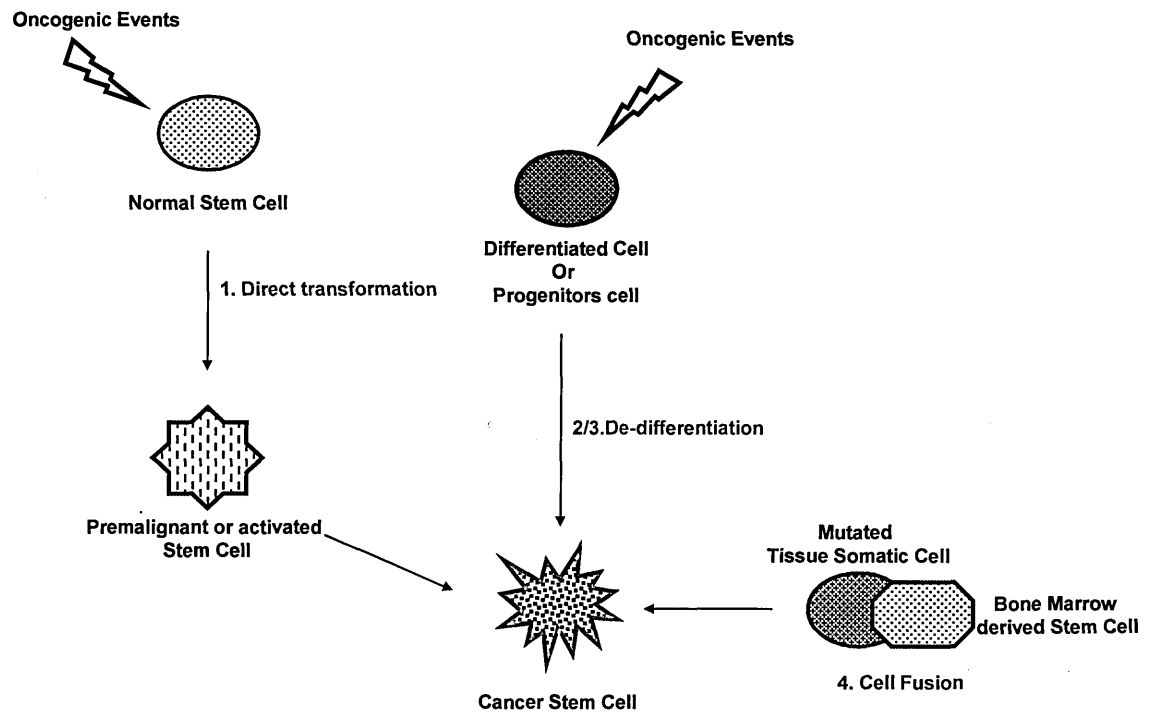 Oncogenic Events
Oncogenic Events
Normal Stem Cell
Differentiated Cell
Or
Progenitors cell
1. Direct transformation
2/3.De-differentiation
Premalignant or activated
Stem Cell
Mutated
Tissue Somatic Cell
Bone Marrow
derived Stem Cell
4. Cell Fusion
Cancer Stem Cell